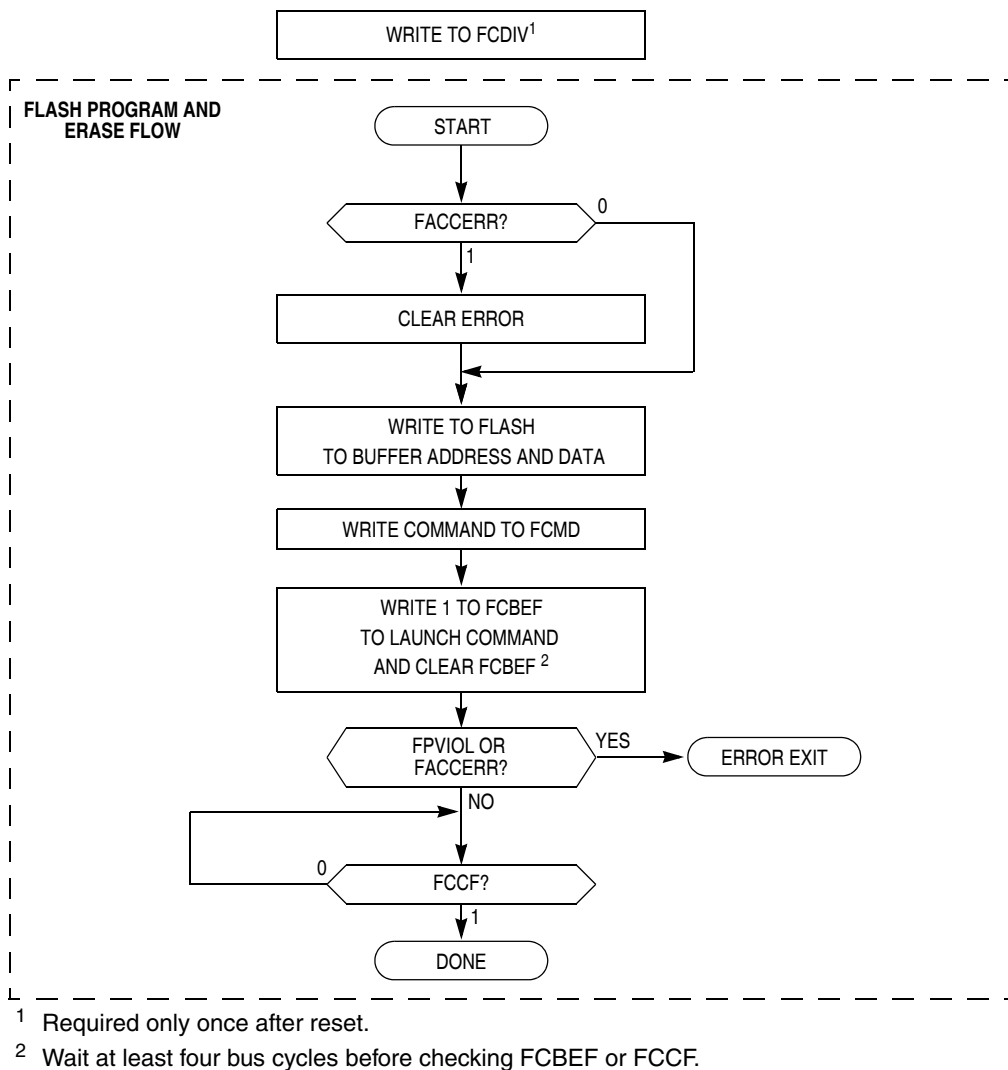 WRITE TO FCDIV1
FLASH PROGRAM AND
ERASE FLOW
START
FACCERR?
0
1
CLEAR ERROR
WRITE TO FLASH
TO BUFFER ADDRESS AND DATA
WRITE COMMAND TO FCMD
WRITE 1 TO FCBEF
TO LAUNCH COMMAND
AND CLEAR FCBEF 2
FPVIOL OR
FACCERR?
YES
ERROR EXIT
NO
0
FCCF?
1
DONE
1 Required only once after reset.
2 Wait at least four bus cycles before checking FCBEF or FCCF.